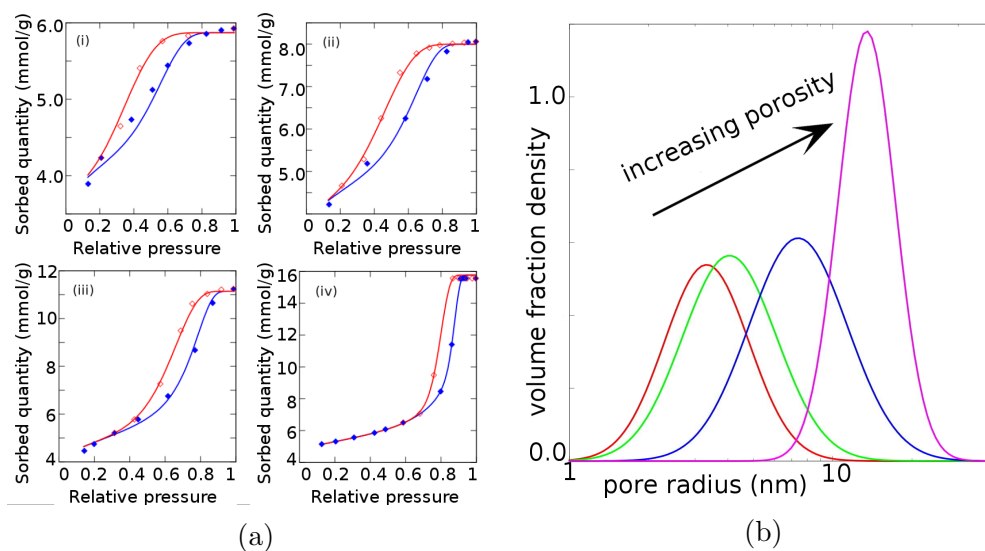 (i)
Sorbed quantity (mmol/g)
6.0
5.0
4.0
0 0.2 0.4 0.6 0.8 1
Relative pressure
(ii)
Sorbed quantity (mmol/g)
8.0
7.0
6.0
5.0
0 0.2 0.4 0.6 0.8 1
Relative pressure
(iii)
Sorbed quantity (mmol/g)
12
10
8
6
4
0 0.2 0.4 0.6 0.8 1
Relative pressure
(iv)
Sorbed quantity (mmol/g)
16
14
12
10
8
6
4
0 0.2 0.4 0.6 0.8 1
Relative pressure
(a)
volume fraction density
1.0
0.0
increasing porosity
1 10
pore radius (nm)
(b)